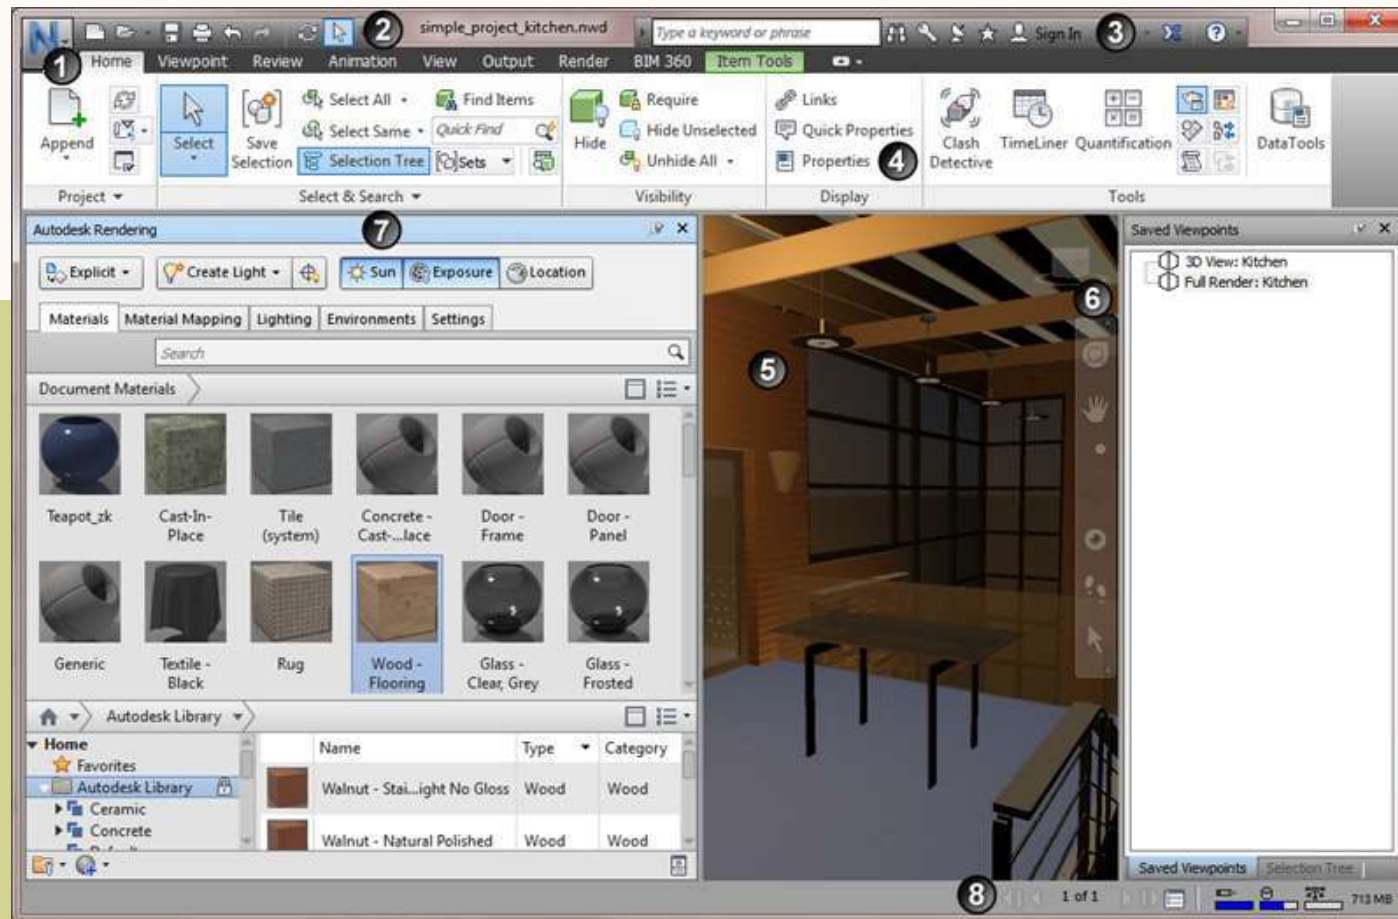 simple_project_kitchen.nwd
Type a keyword or phrase
Sign In
2
3
1
Home Viewpoint Review Animation View Output Render BIM 360 Item Tools
Append
Select
Save
Selection
Select All
Select Same
Selection Tree
Find Items
Quick Find
Sets
Hide
Require
Hide Unselected
Unhide All
Links
Quick Properties
Properties
4
Clash
Detective
TimeLiner
Quantification
DataTools
Project
Select & Search
Visibility
Display
Tools
Autodesk Rendering
7
Explicit
Create Light
Sun
Exposure
Location
Materials Material Mapping Lighting Environments Settings
Search
Document Materials
Teapot_zk
Cast-In-
Place
Tile
(system)
Concrete -
Cast-...lace
Door -
Frame
Door -
Panel
Generic
Textile -
Black
Rug
Wood -
Flooring
Glass -
Clear, Grey
Glass -
Frosted
Autodesk Library
Home
Favorites
Autodesk Library
Ceramic
Concrete
Name Type Category
Walnut - Stai...ight No Gloss Wood Wood
Walnut - Natural Polished Wood Wood
5
6
Saved Viewpoints
3D View: Kitchen
Full Render: Kitchen
Saved Viewpoints Selection Tree
8
1 of 1
713 MB